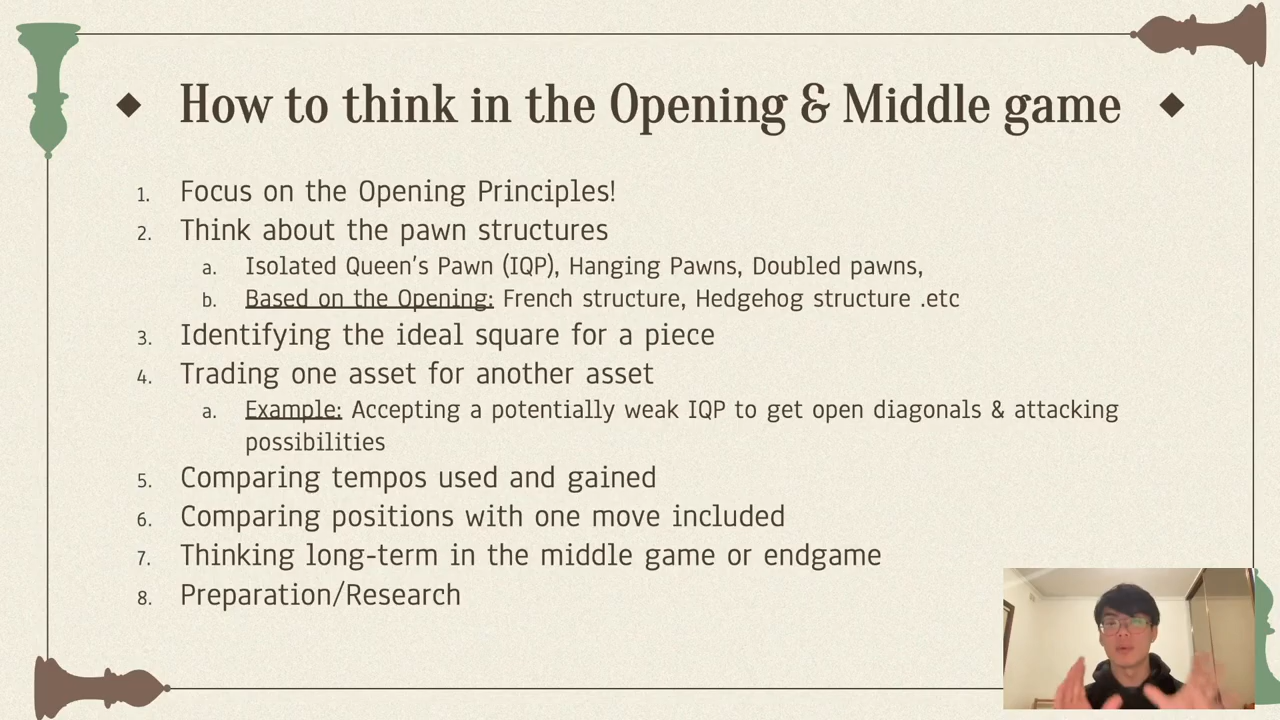 How to think in the Opening & Middle game
1. Focus on the Opening Principles!
2. Think about the pawn structures
a. Isolated Queen's Pawn (IQP), Hanging Pawns, Doubled pawns,
b. Based on the Opening: French structure, Hedgehog structure .etc
3. Identifying the ideal square for a piece
4. Trading one asset for another asset
a. Example: Accepting a potentially weak IQP to get open diagonals & attacking
possibilities
5. Comparing tempos used and gained
6. Comparing positions with one move included
7. Thinking long-term in the middle game or endgame
8. Preparation/Research